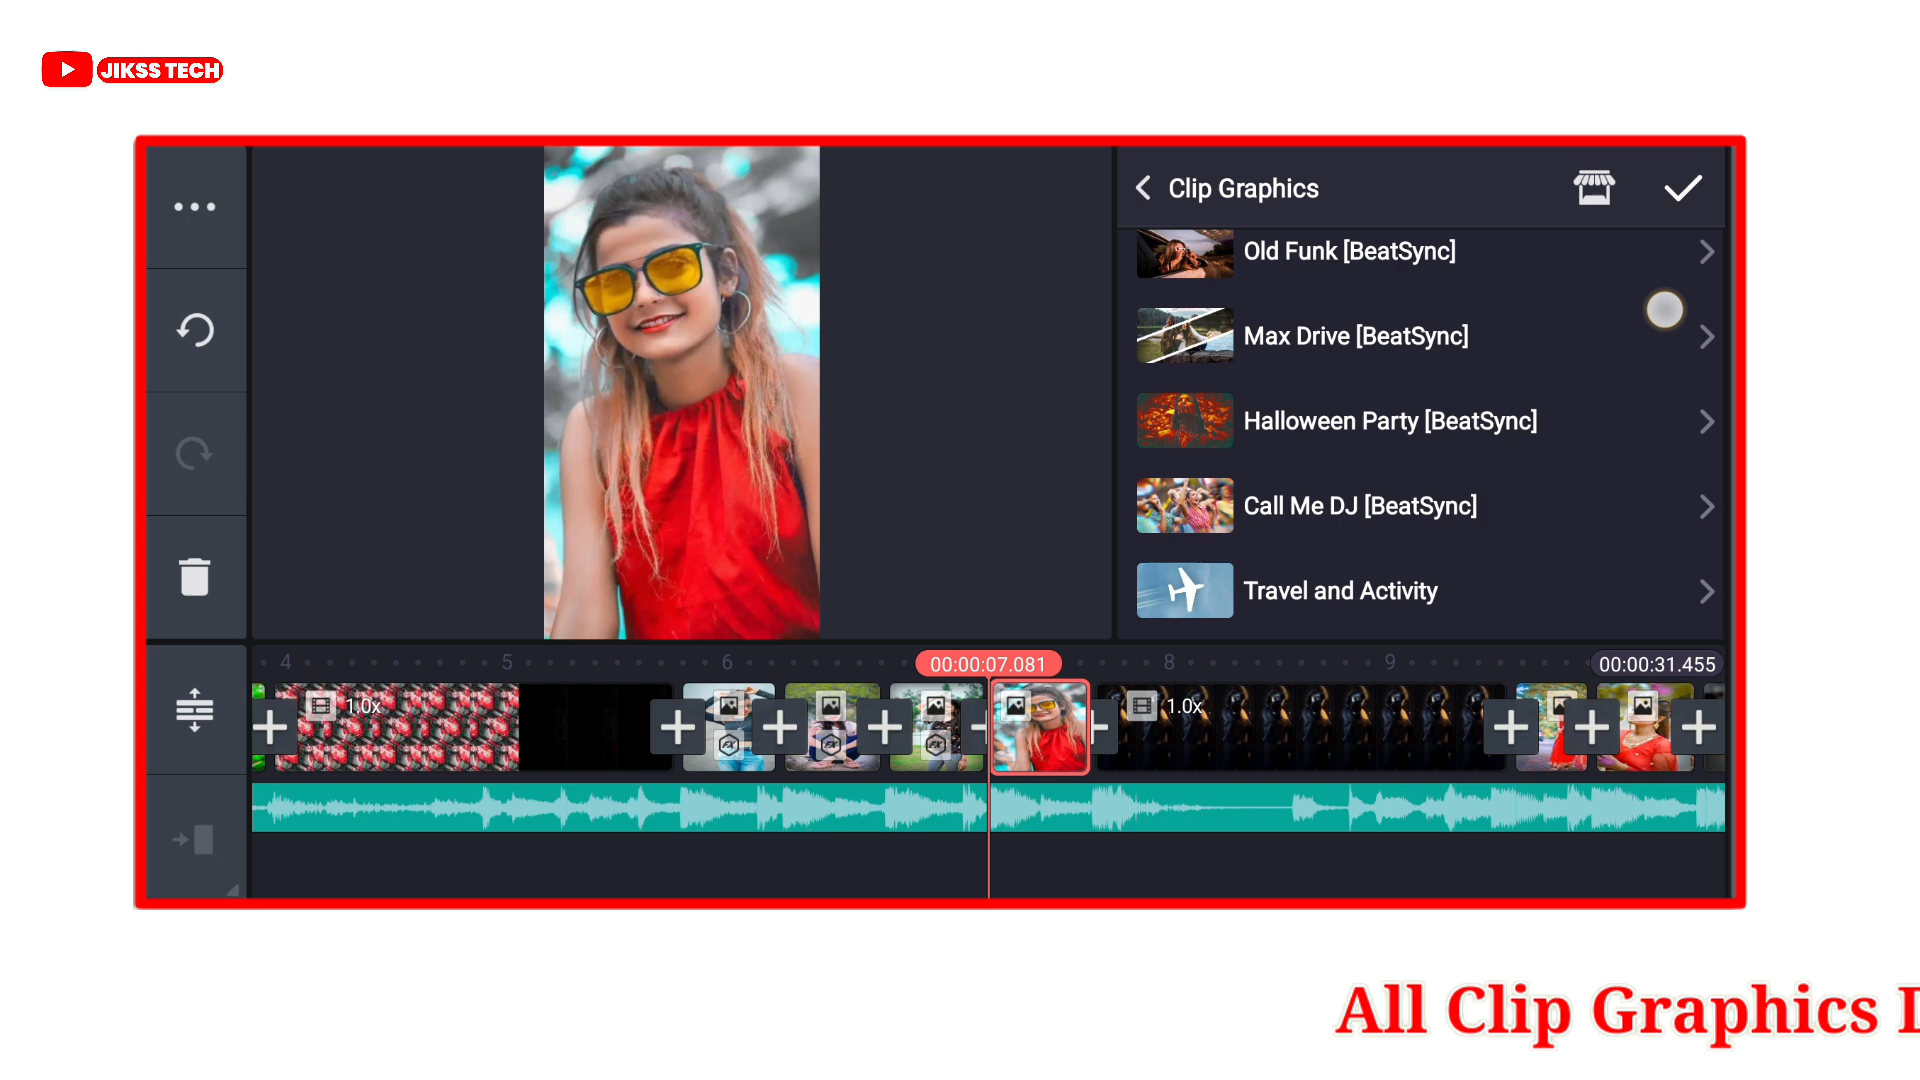 JIKSS TECH
Clip Graphics
Old Funk [BeatSync]
Max Drive [BeatSync]
Halloween Party [BeatSync]
Call Me DJ [BeatSync]
Travel and Activity
4 5 6 00:00:07.081 8 9 00:00:31.455
1.0x 1.0x
All Clip Graphics